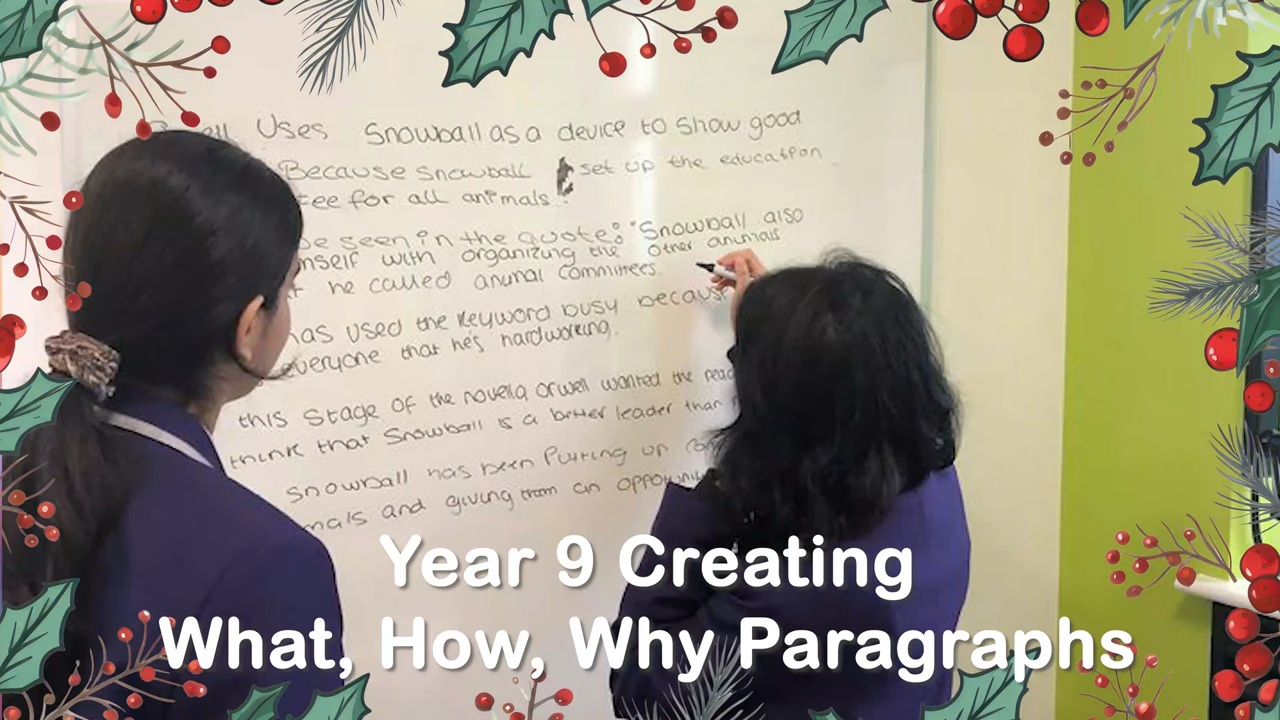 Uses Snowball as a device to show good
Because Snowball set up the education
tee for all animals.
be seen in the quote: "Snowball also
mself with organizing the other animals
he called animal committees.
has used the keyword busy because
everyone that he's hardworking.
this stage of the novella Orwell wanted the
think that Snowball is a better leader than
Snowball has been putting up
mals and giving them an
Year 9 Creating
What, How, Why Paragraphs